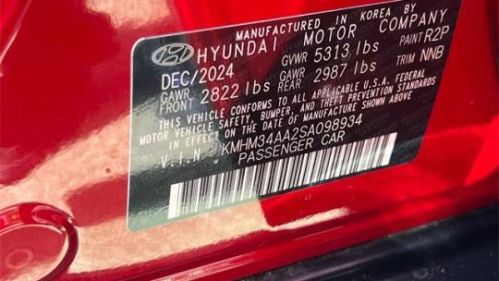 MANUFACTURED IN KOREA BY
HYUNDAI MOTOR COMPANY
DEC/2024 GVWR 5313 lbs PAINT R2P
GAWR FRONT 2822 lbs GAWR REAR 2987 lbs TRIM NNB
THIS VEHICLE CONFORMS TO ALL APPLICABLE U.S.A. FEDERAL
MOTOR VEHICLE SAFETY, BUMPER, AND THEFT PREVENTION STANDARDS
IN EFFECT ON THE DATE OF MANUFACTURE SHOWN ABOVE.
V.I.N KMHM34AA2SA098934
PASSENGER CAR